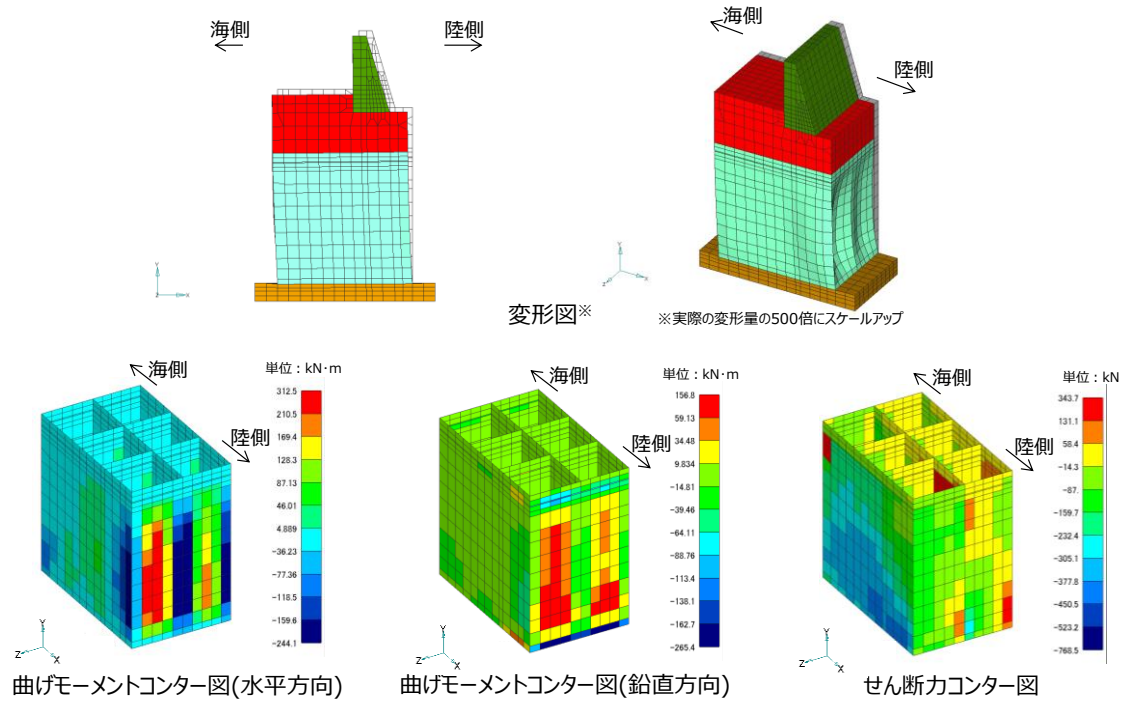 海側
陸側
海側
陸側
Y
Z
X
Y
Z
X
変形図※
※実際の変形量の500倍にスケールアップ
海側
陸側
単位：kN·m
312.5
210.5
169.4
128.3
87.13
46.01
4.889
-36.23
-77.36
-118.5
-159.6
-244.1
Y
Z
X
曲げモーメントコンター図(水平方向)
海側
陸側
単位：kN·m
156.8
59.13
34.48
9.834
-14.81
-39.46
-64.11
-88.76
-113.4
-138.1
-162.7
-265.4
Y
Z
X
曲げモーメントコンター図(鉛直方向)
海側
陸側
単位：kN
343.7
131.1
58.4
-14.3
-87.
-159.7
-232.4
-305.1
-377.8
-450.5
-523.2
-768.5
Y
Z
X
せん断力コンター図